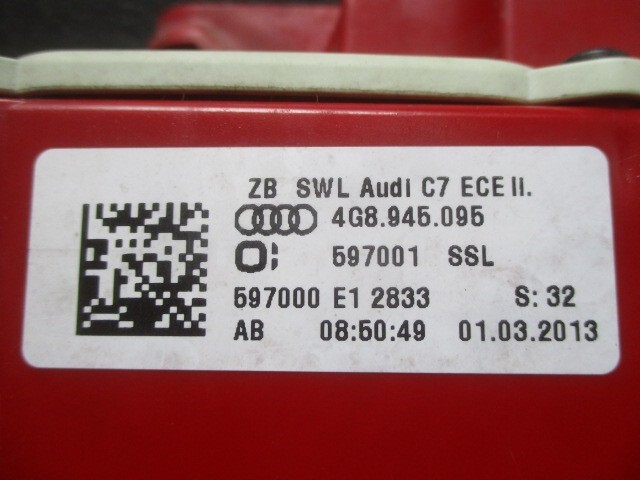 ZB SWL Audi C7 ECE li.
4G8.945.095
597001 SSL
597000 E1 2833 S: 32
AB 08:50:49 01.03.2013